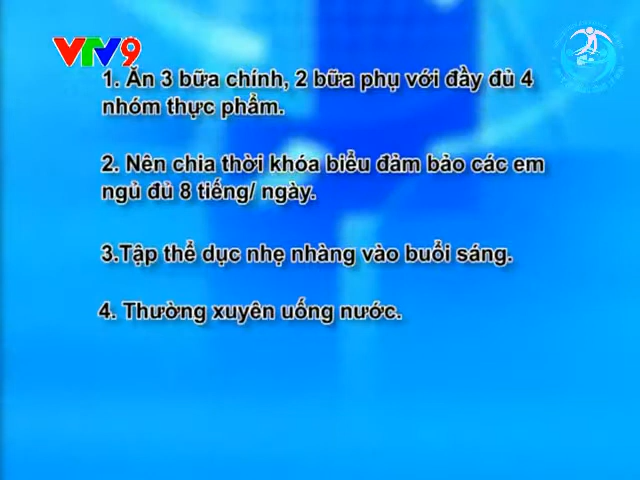 VTV9
1. Ăn 3 bữa chính, 2 bữa phụ với đầy đủ 4
nhóm thực phẩm.
2. Nên chia thời khóa biểu đảm bảo các em
ngủ đủ 8 tiếng/ ngày.
3.Tập thể dục nhẹ nhàng vào buổi sáng.
4. Thường xuyên uống nước.